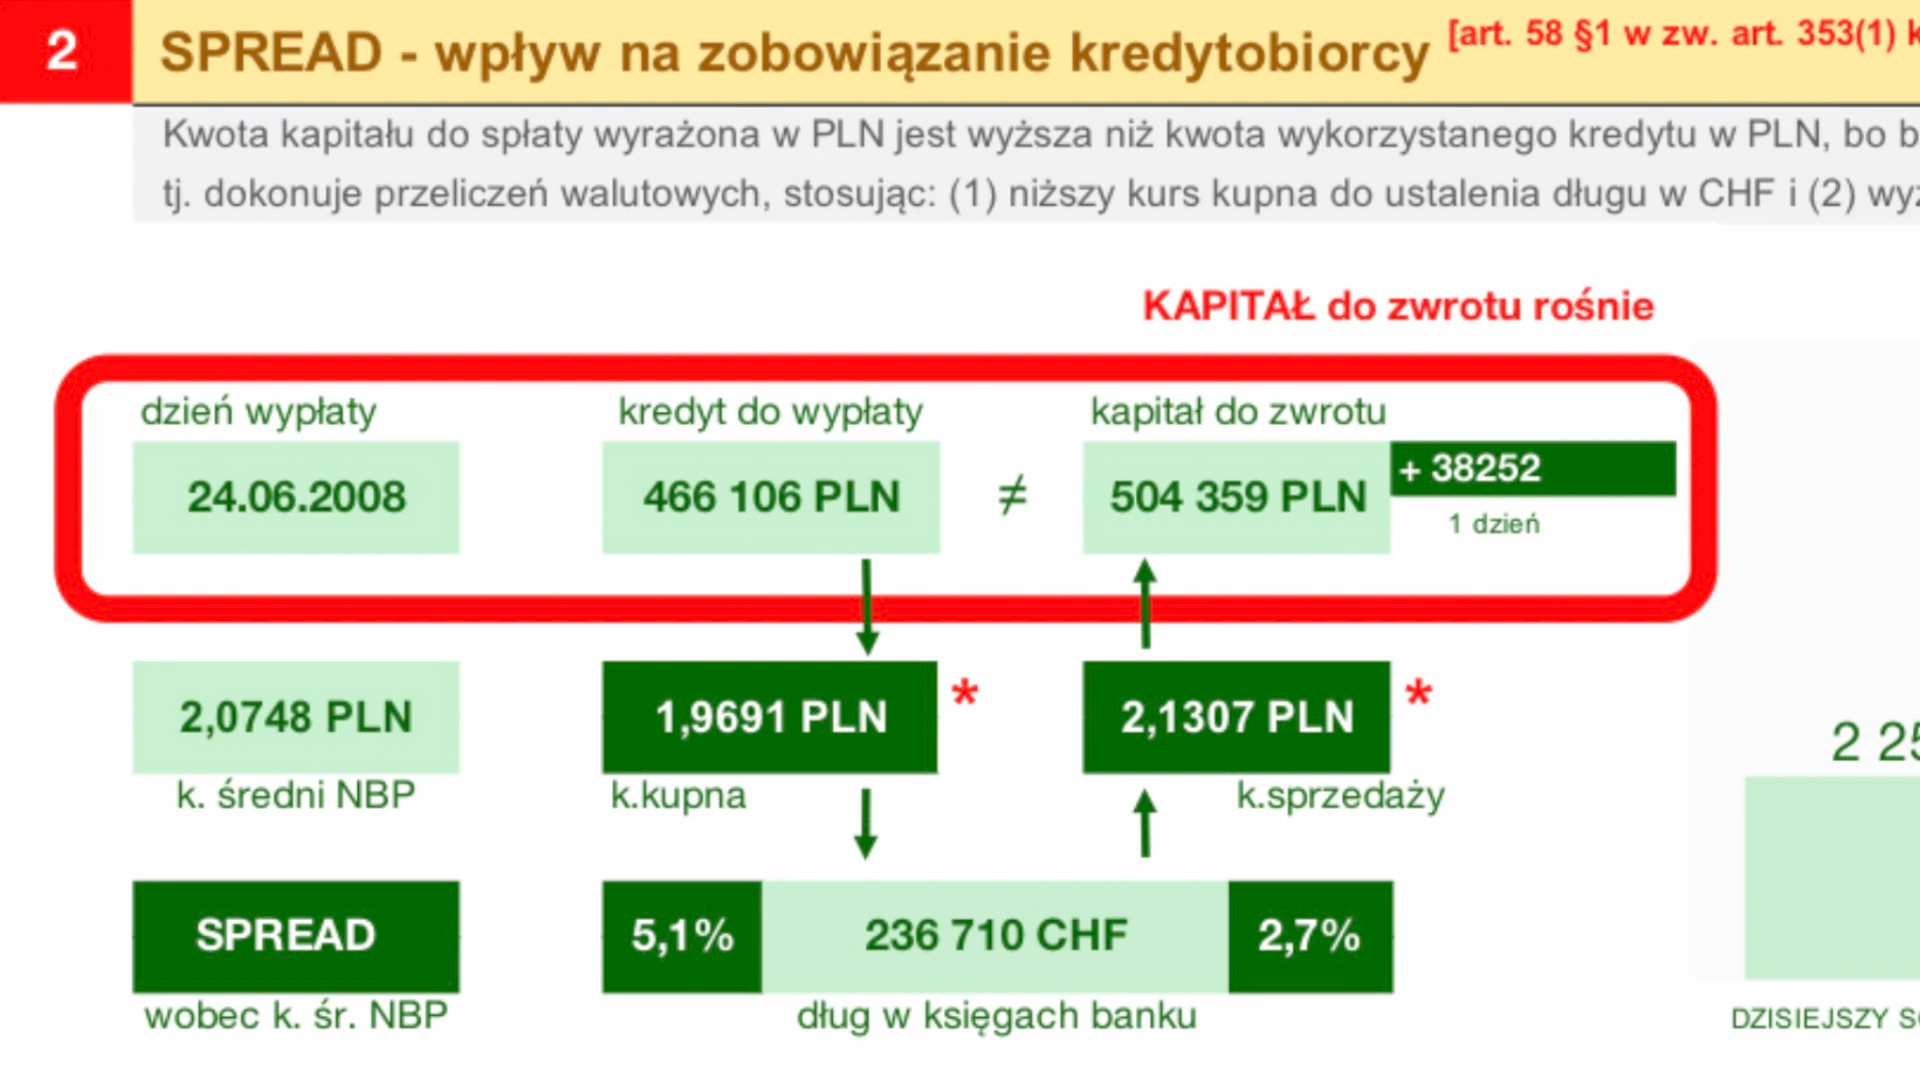 2
SPREAD - wpływ na zobowiązanie kredytobiorcy [art. 58 §1 w zw. art. 353(1) k
Kwota kapitału do spłaty wyrażona w PLN jest wyższa niż kwota wykorzystanego kredytu w PLN, bo b
tj. dokonuje przeliczeń walutowych, stosując: (1) niższy kurs kupna do ustalenia długu w CHF i (2) wyż
KAPITAŁ do zwrotu rośnie
dzień wypłaty kredyt do wypłaty kapitał do zwrotu
24.06.2008 466 106 PLN ≠ 504 359 PLN + 38252
1 dzień
2,0748 PLN 1,9691 PLN * 2,1307 PLN *
k. średni NBP k.kupna k.sprzedaży
2 25
SPREAD 5,1% 236 710 CHF 2,7%
wobec k. śr. NBP dług w księgach banku
DZISIEJSZY